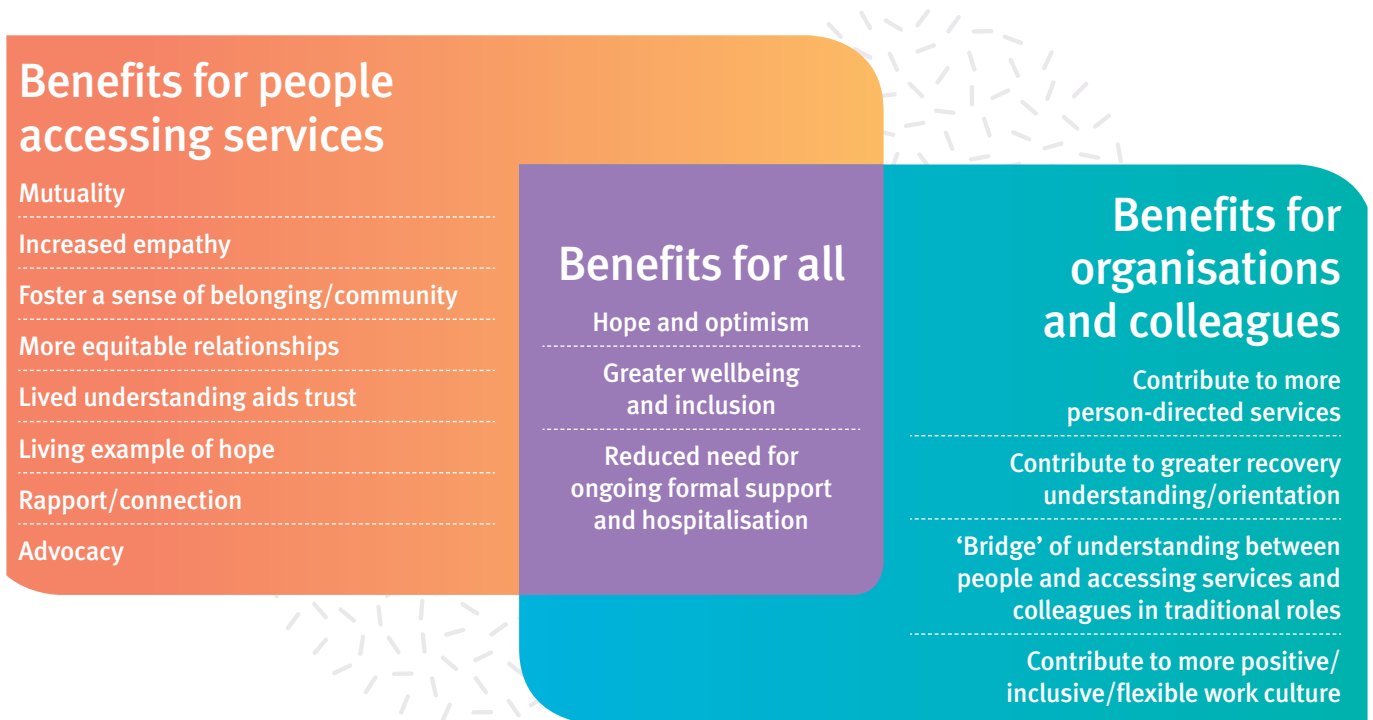 Benefits for people
accessing services
Mutuality
Increased empathy
Foster a sense of belonging/community
More equitable relationships
Lived understanding aids trust
Living example of hope
Rapport/connection
Advocacy
Benefits for all
Hope and optimism
Greater wellbeing
and inclusion
Reduced need for
ongoing formal support
and hospitalisation
Benefits for
organisations
and colleagues
Contribute to more
person-directed services
Contribute to greater recovery
understanding/orientation
‘Bridge’ of understanding between
people and accessing services and
colleagues in traditional roles
Contribute to more positive/
inclusive/flexible work culture